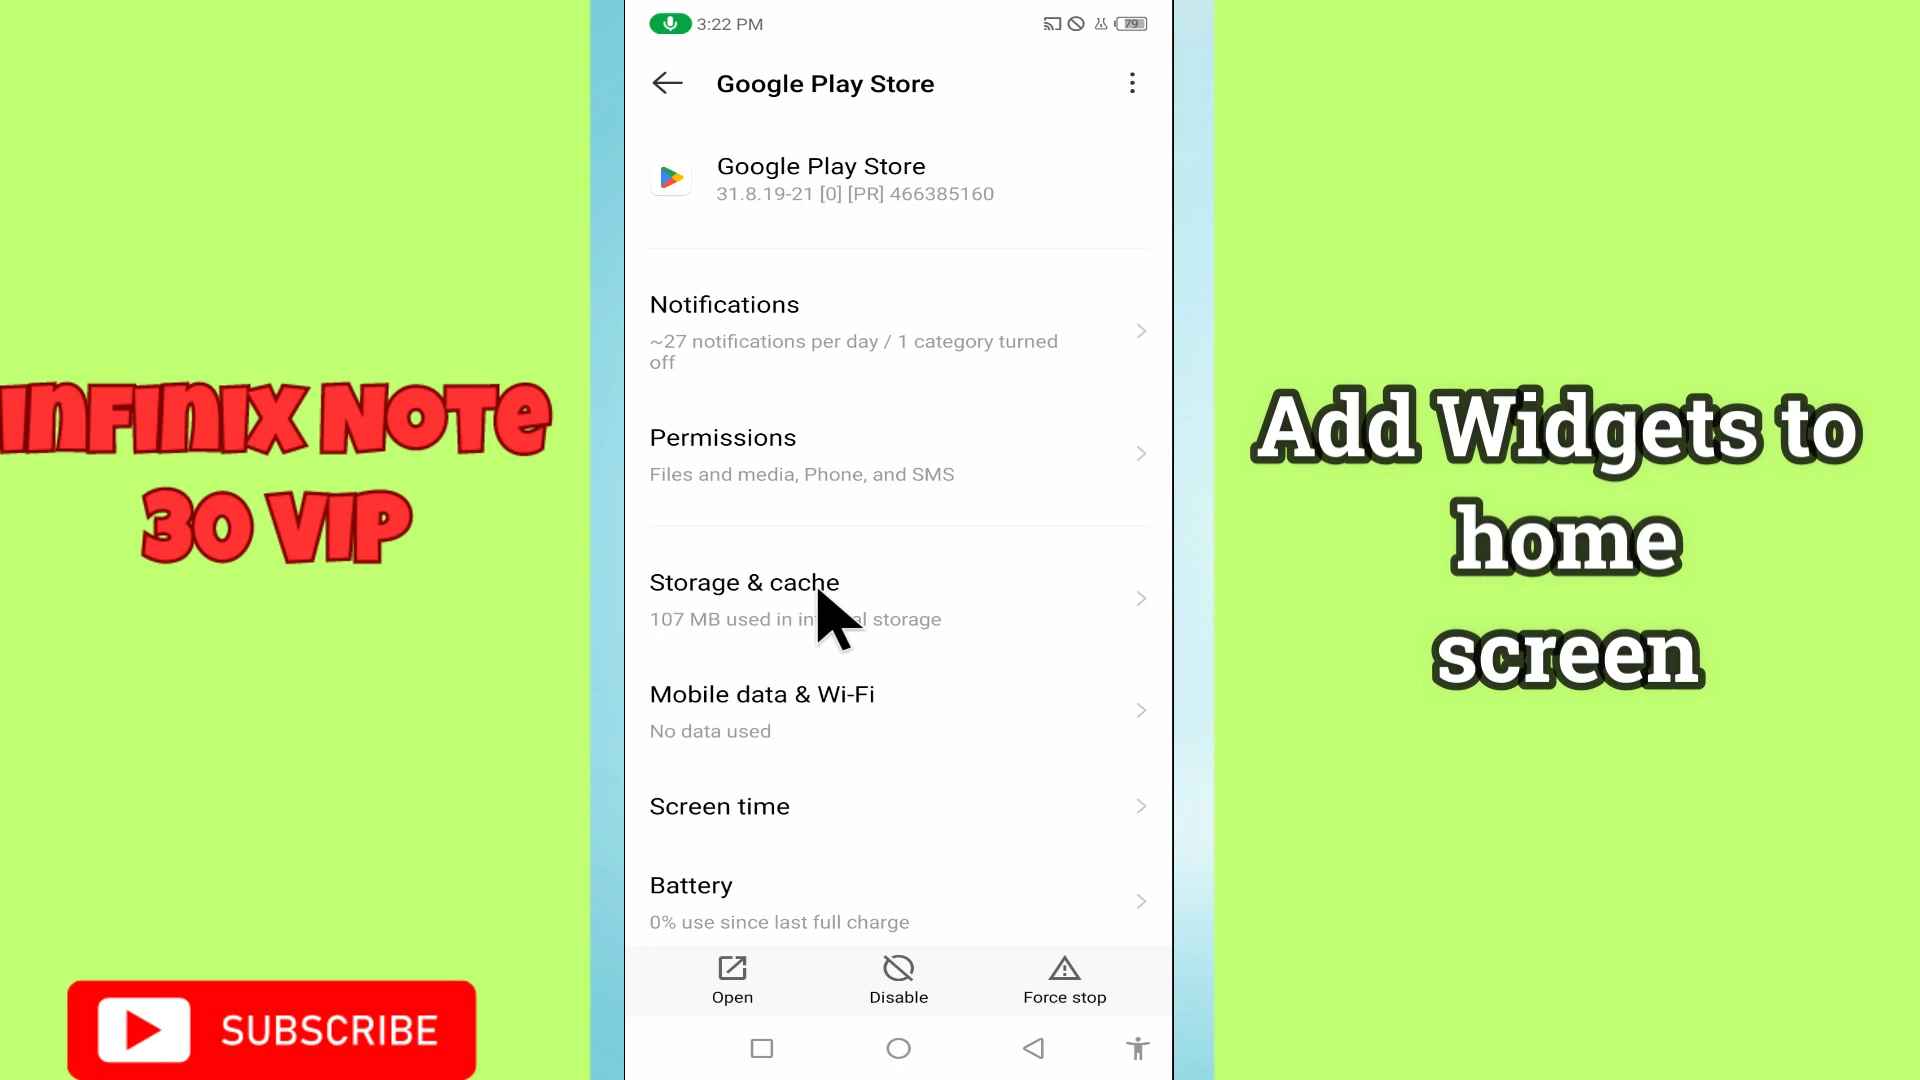 3:22 PM
79
Google Play Store
Google Play Store
31.8.19-21 [0] [PR] 466385160
Notifications
~27 notifications per day / 1 category turned
off
Permissions
Files and media, Phone, and SMS
Storage & cache
107 MB used in in al storage
Mobile data & Wi-Fi
No data used
Screen time
Battery
0% use since last full charge
Open
Disable
Force stop
INFINIX NOTE
30 VIP
SUBSCRIBE
Add Widgets to
home
screen